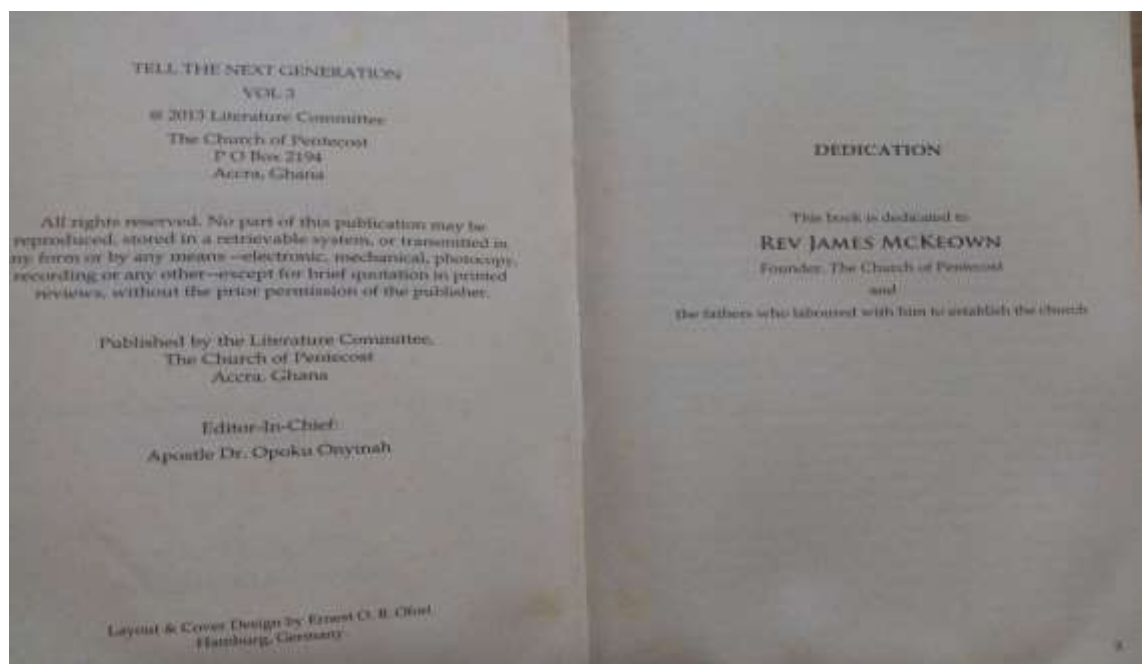 TELL THE NEXT GENERATION
VOL 3
© 2013 Literature Committee
The Church of Pentecost
P O Box 2194
Accra, Ghana
All rights reserved. No part of this publication may be
reproduced, stored in a retrievable system, or transmitted in
ny form or by any means—electronic, mechanical, photocopy,
recording or any other—except for brief quotation in printed
reviews, without the prior permission of the publisher.
Published by the Literature Committee,
The Church of Pentecost
Accra, Ghana
Editor-In-Chief:
Apostle Dr. Opoku Onyinah
Layout & Cover Design by Ernest O. B.
Hamburg, Germany
DEDICATION
This book is dedicated to
REV JAMES MCKEOWN
Founder, The Church of Pentecost
and
the fathers who laboured with him to establish the church